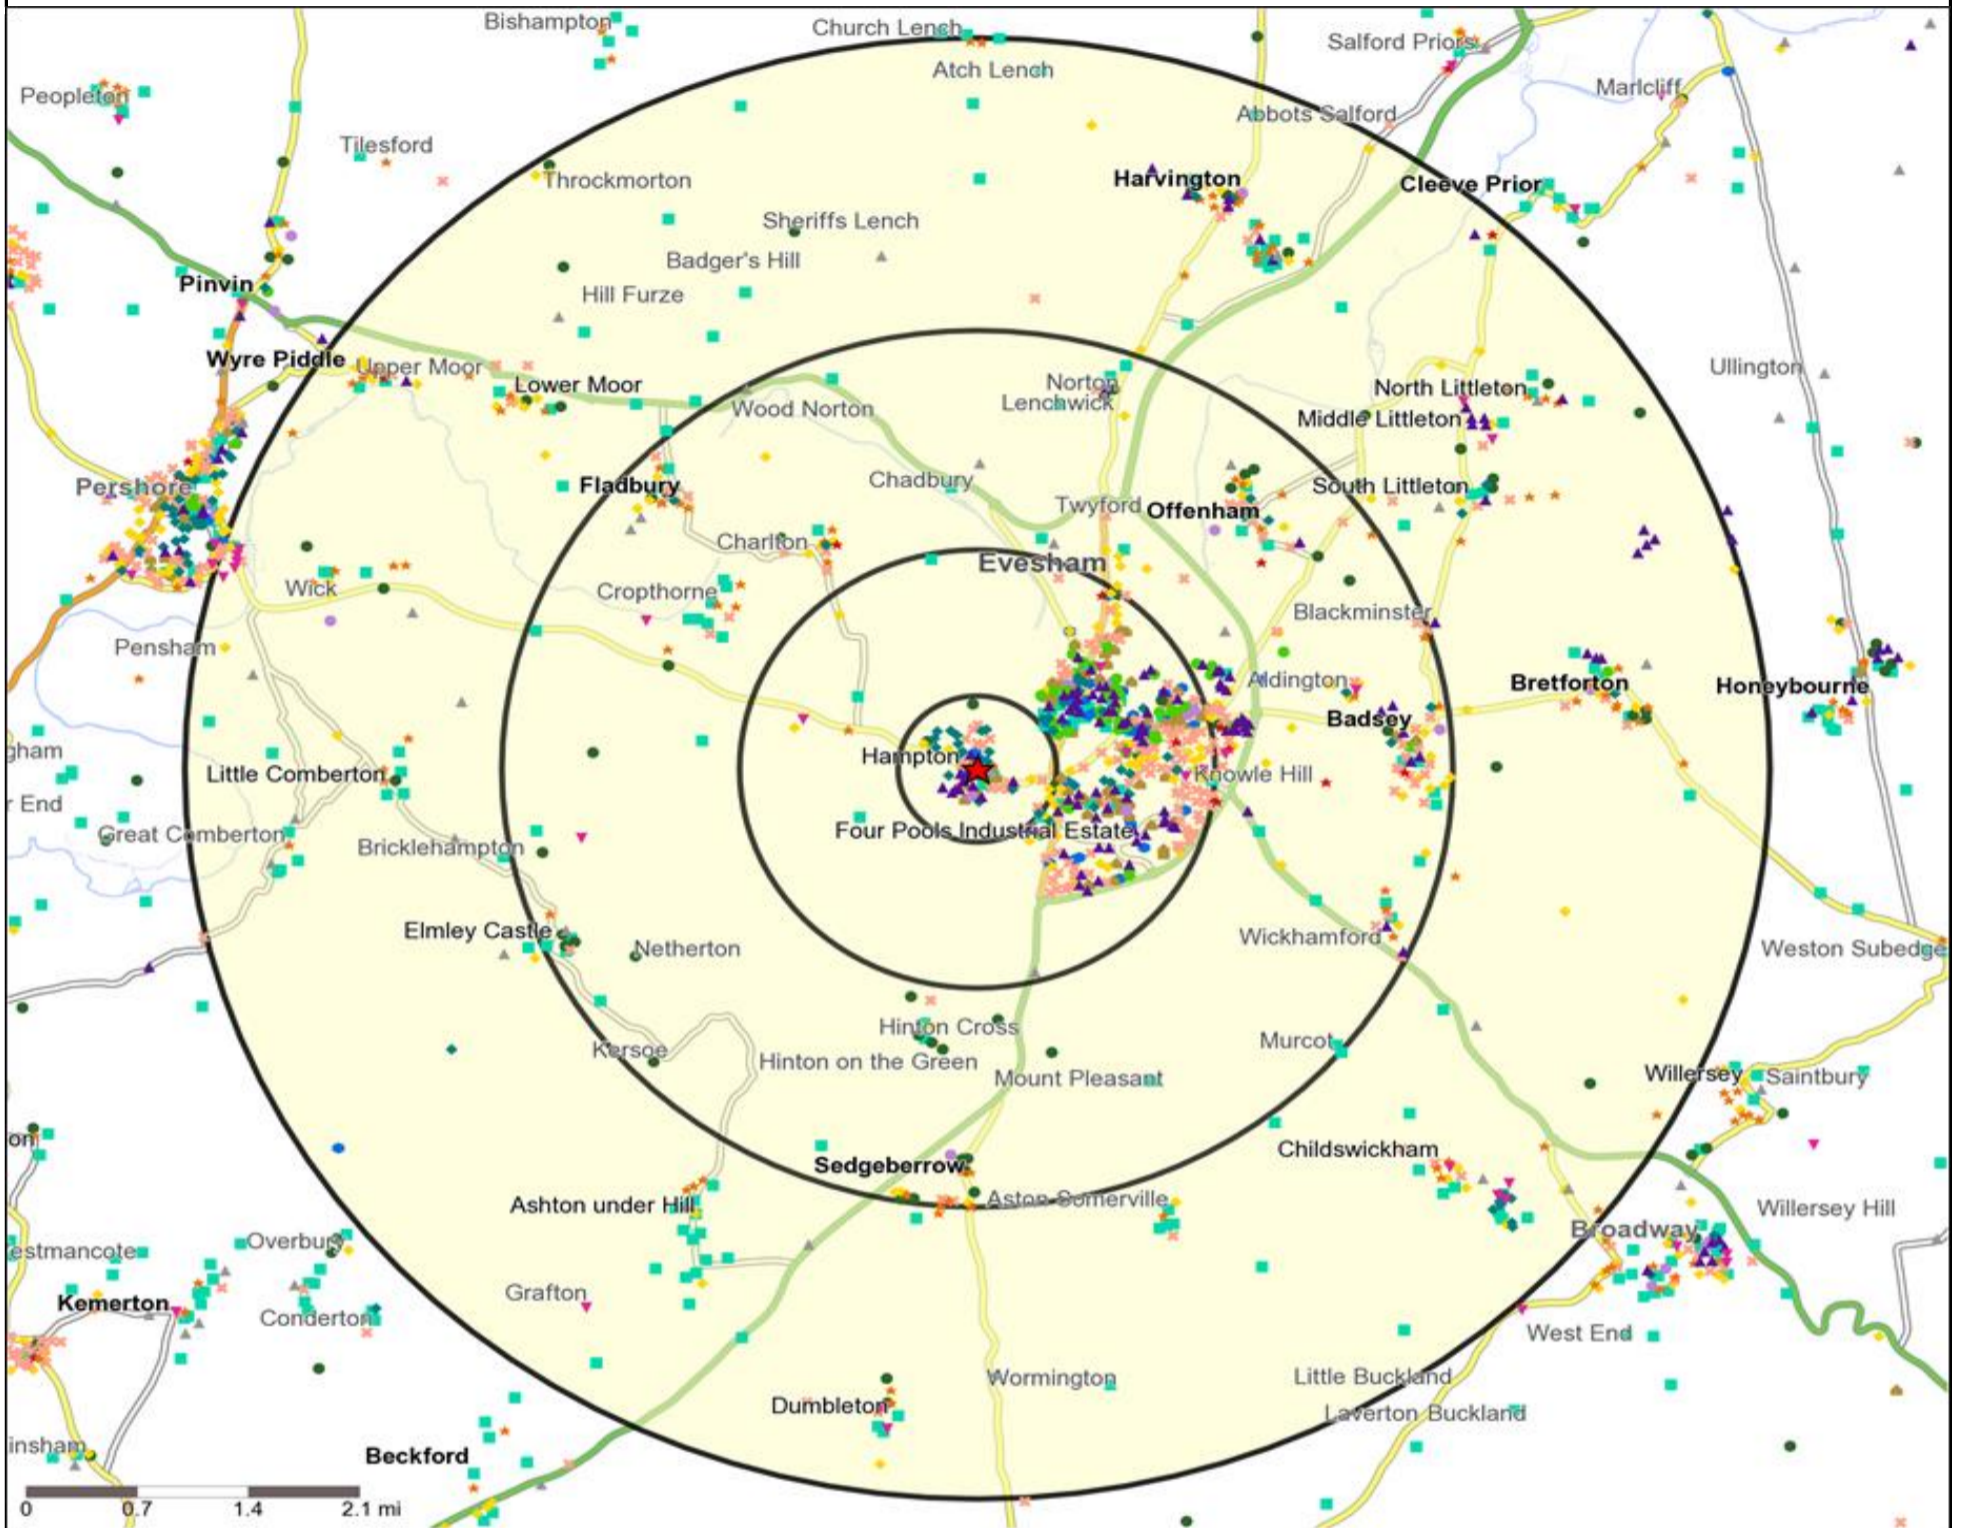 Bishampton
Church Lench
Salford Priors
Atch Lench
Peopleton
Marlcliff
Abbots Salford
Tilesford
Throckmorton
Harvington
Cleeve Prior
Sheriffs Lench
Badger's Hill
Pinvin
Hill Furze
Wyre Piddle
Upper Moor
Ullington
Lower Moor
Norton
Lenchwick
North Littleton
Wood Norton
Middle Littleton
Chadbury
Pershore
Fladbury
South Littleton
Twyford
Offenham
Charlton
Evesham
Wick
Cropthorne
Blackminster
Pensham
Aldington
Bretforton
Honeybourne
Badsey
gham
Hampton
Little Comberton
Knowle Hill
r End
Great Comberton
Four Pools Industrial Estate
Bricklehampton
Elmley Castle
Netherton
Wickhamford
Weston Subedge
Hinton Cross
Kersoe
Murcot
Hinton on the Green
Mount Pleasant
Willersey
Saintbury
on
Childswickham
Sedgeberrow
Ashton under Hill
Aston Somerville
Willersey Hill
Broadway
Overbury
estmancote
Grafton
Kemerton
Conderton
West End
Wormington
Little Buckland
Dumbleton
Laverton Buckland
insham
Beckford
0 0.7 1.4 2.1 mi